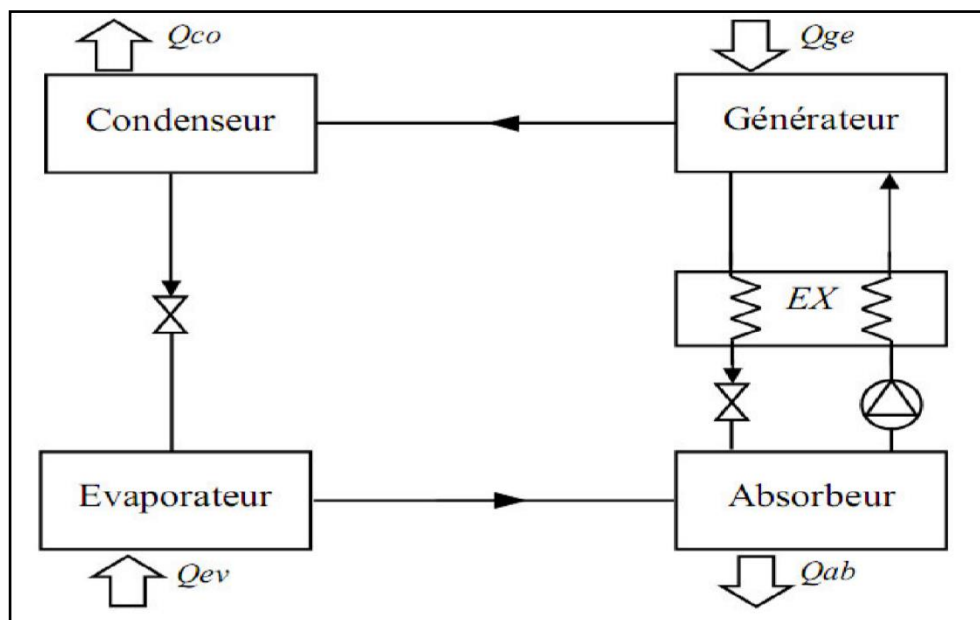 Qco
Qge
Condenseur
Générateur
EX
Evaporateur
Absorbeur
Qev
Qab